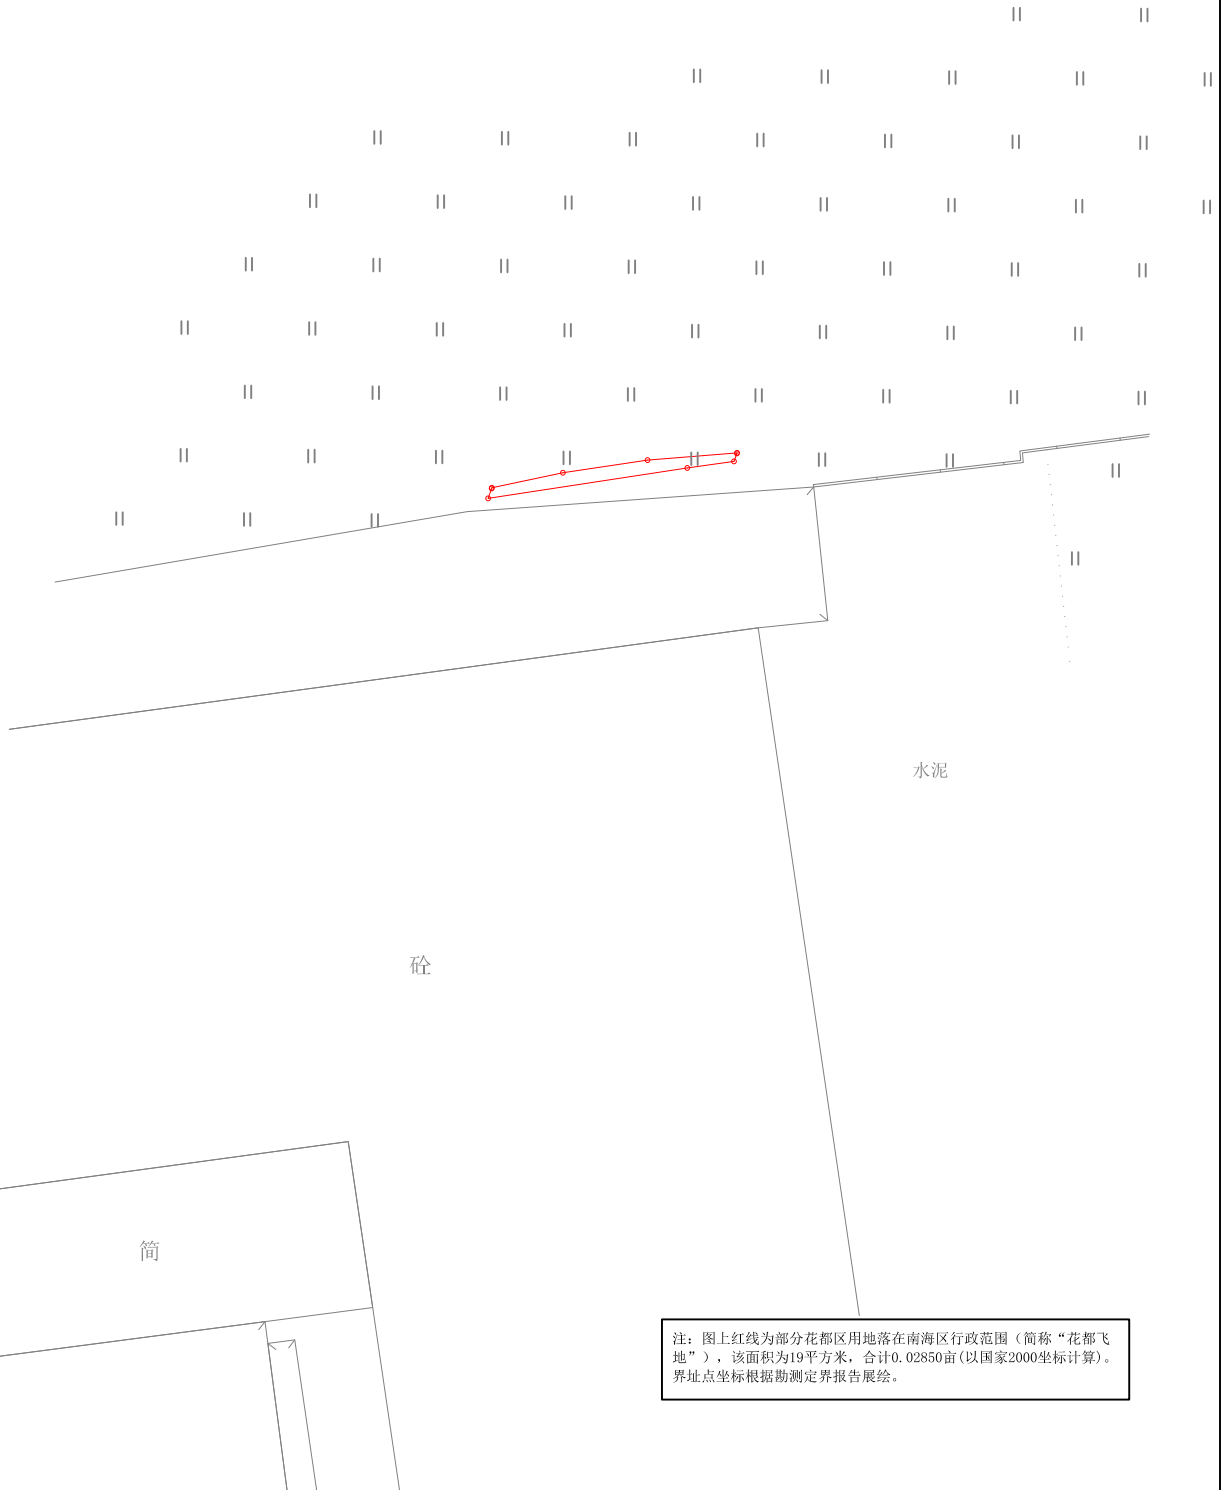 水泥
砼
简
注：图上红线为部分花都区用地落在南海区行政范围（简称“花都飞
地”），该面积为19平方米，合计0.02850亩(以国家2000坐标计算)。
界址点坐标根据勘测定界报告展绘。